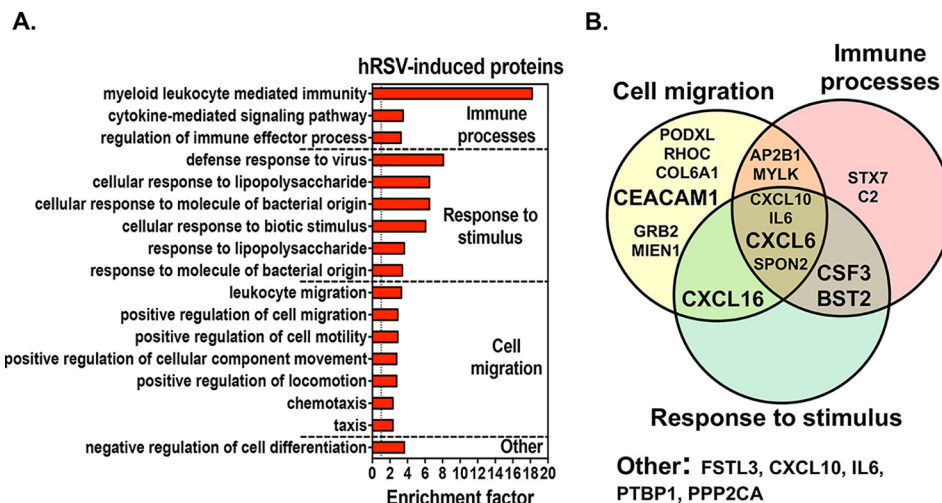 A.
hRSV-induced proteins
myeloid leukocyte mediated immunity
cytokine-mediated signaling pathway
regulation of immune effector process
Immune
processes
defense response to virus
cellular response to lipopolysaccharide
cellular response to molecule of bacterial origin
cellular response to biotic stimulus
response to lipopolysaccharide
response to molecule of bacterial origin
Response to
stimulus
leukocyte migration
positive regulation of cell migration
positive regulation of cell motility
positive regulation of cellular component movement
positive regulation of locomotion
chemotaxis
taxis
Cell
migration
negative regulation of cell differentiation
Other
0 2 4 6 8 10 12 14 16 18 20
Enrichment factor
B.
Immune
processes
Cell migration
PODXL
RHOC
COL6A1
CEACAM1
GRB2
MIEN1
AP2B1
MYLK
STX7
C2
CXCL10
IL6
CXCL6
SPON2
CXCL16
CSF3
BST2
Response to stimulus
Other: FSTL3, CXCL10, IL6,
PTBP1, PPP2CA